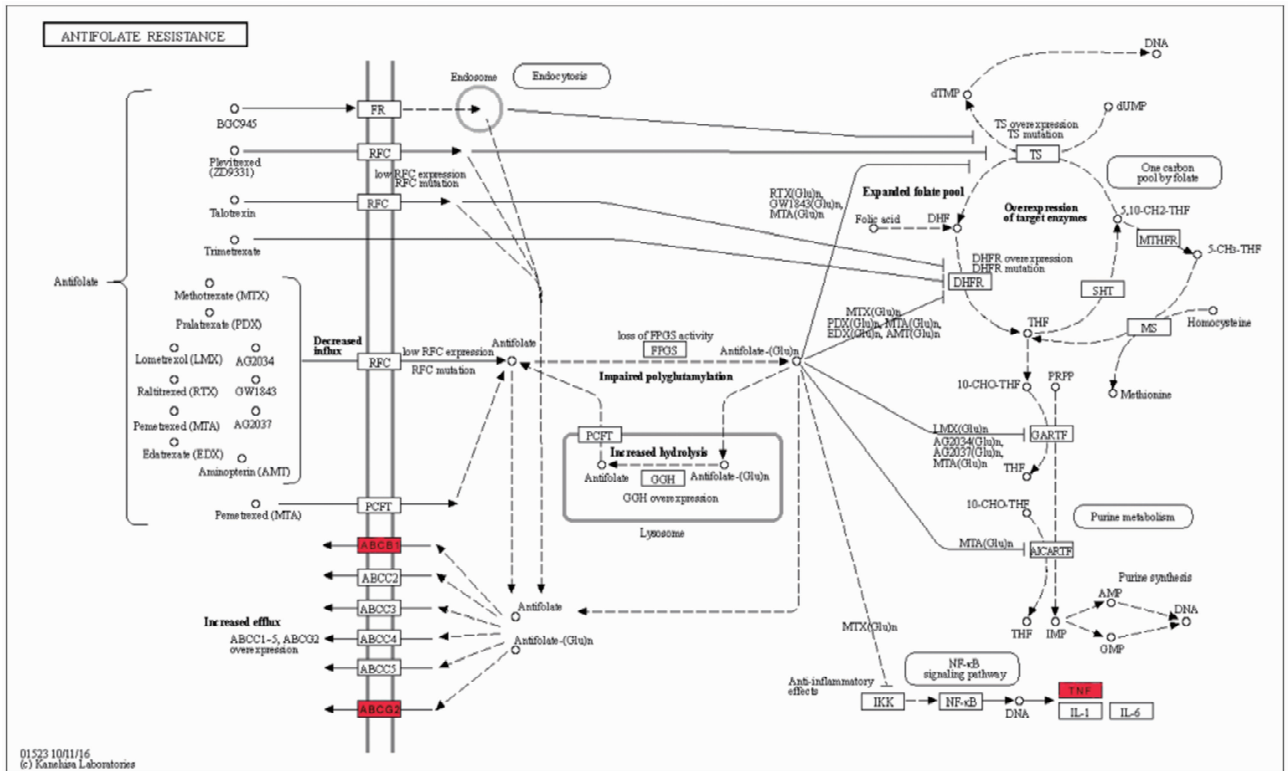 ANTIFOLATE RESISTANCE
Antifolate
BGC945
Plevitrexed
(ZD9331)
Talotrexin
Trimetrexate
Methotrexate (MTX)
Pralatrexate (PDX)
Lometrexol (LMX)
AG2034
Raltitrexed (RTX)
GW1843
Pemetrexed (MTA)
AG2037
Edatrexate (EDX)
Aminopterin (AMT)
Pemetrexed (MTA)
Decreased
influx
FR
RFC
low RFC expression
RFC mutation
RFC
RFC
low RFC expression
RFC mutation
PCFT
ABCB1
ABCC2
ABCC3
ABCC4
ABCC5
ABCG2
Increased efflux
ABCC1-5, ABCG2
overexpression
Endosome
Endocytosis
Antifolate
loss of FPGS activity
FPGS
Impaired polyglutamylation
Antifolate-(Glu)n
PCFT
Increased hydrolysis
Antifolate
GGH
Antifolate-(Glu)n
GGH overexpression
Lysosome
Antifolate
Antifolate-(Glu)n
DNA
dTMP
dUMP
TS overexpression
TS mutation
TS
One carbon
pool by folate
RTX(Glu)n,
GW1843(Glu)n,
MTA(Glu)n
Expanded folate pool
Folic acid
DHF
Overexpression
of target enzymes
5,10-CH2-THF
MTHFR
5-CH3-THF
DHFR overexpression
DHFR mutation
DHFR
SHT
MTX(Glu)n
PDX(Glu)n, MTA(Glu)n,
EDX(Glu)n, AMT(Glu)n
THF
MS
Homocysteine
Methionine
10-CHO-THF
PRPP
LMX(Glu)n
AG2034(Glu)n,
AG2037(Glu)n,
MTA(Glu)n
GARTF
THF
10-CHO-THF
Purine metabolism
MTA(Glu)n
AICARTF
Purine synthesis
AMP
DNA
THF
IMP
GMP
MTX(Glu)n
Anti-inflammatory
effects
NF-κB
signaling pathway
IKK
NF-κB
DNA
TNF
IL-1
IL-6
01523 10/11/16
(c) Kanehisa Laboratories